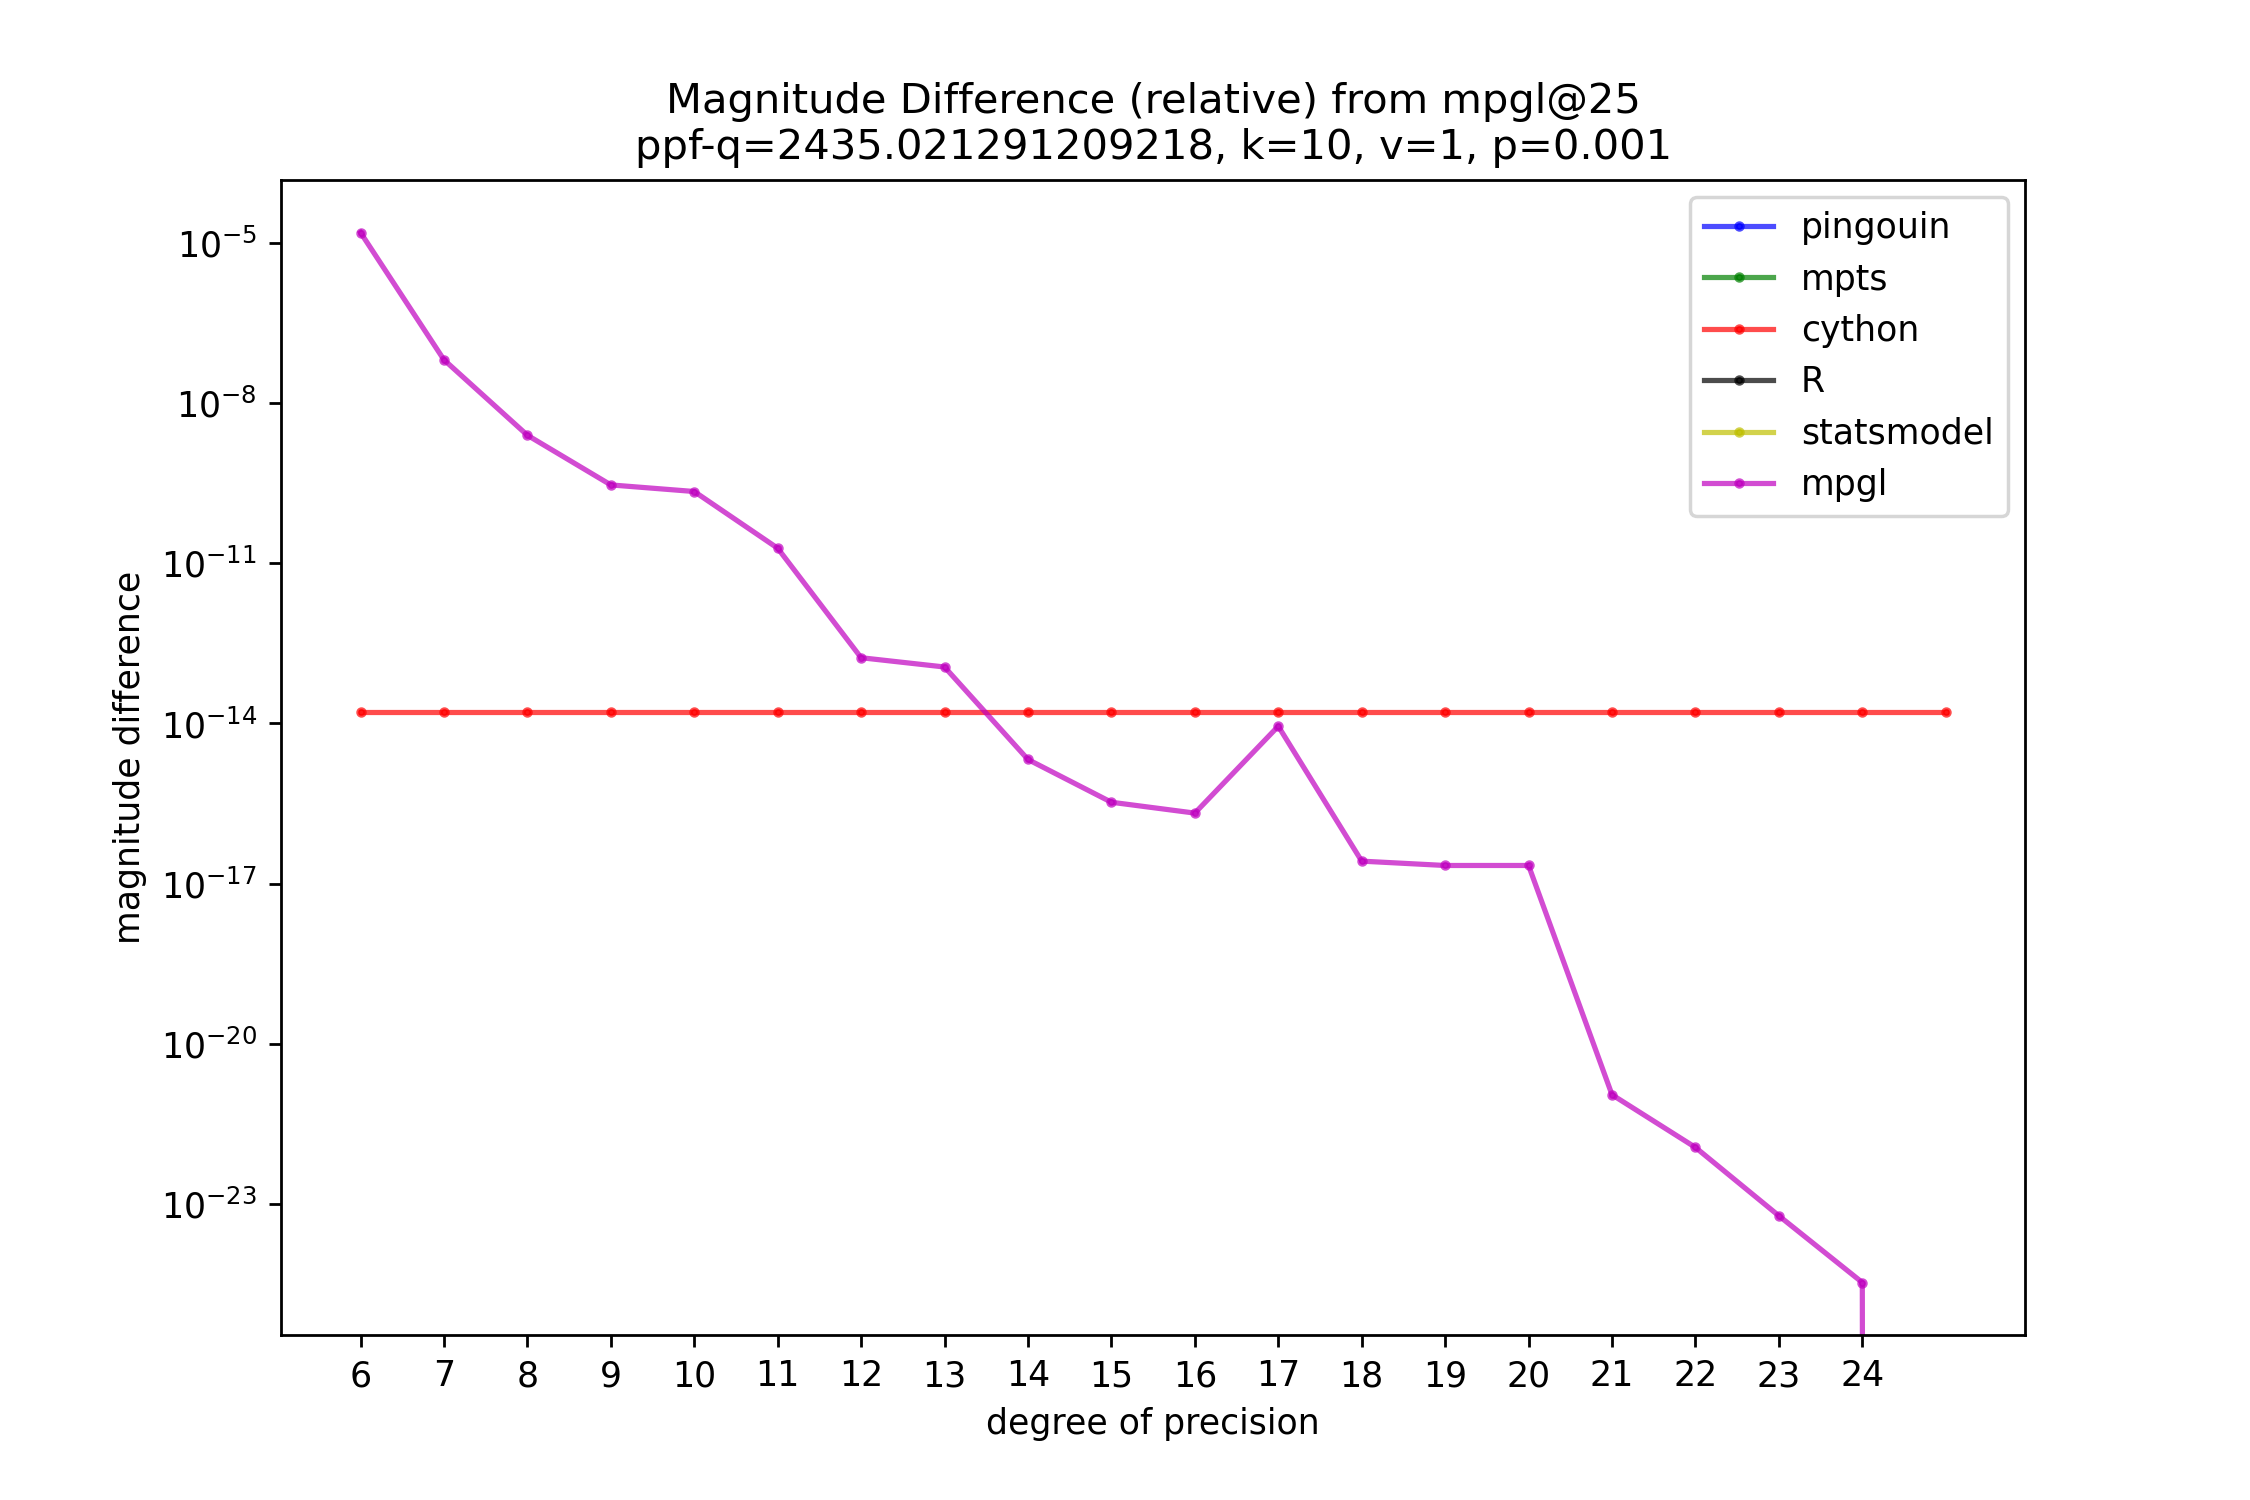 Magnitude Difference (relative) from mpgl@25
ppf-q=2435.021291209218, k=10, v=1, p=0.001
pingouin
mpts
cython
R
statsmodel
mpgl
magnitude difference
10⁻⁵
10⁻⁸
10⁻¹¹
10⁻¹⁴
10⁻¹⁷
10⁻²⁰
10⁻²³
6 7 8 9 10 11 12 13 14 15 16 17 18 19 20 21 22 23 24
degree of precision